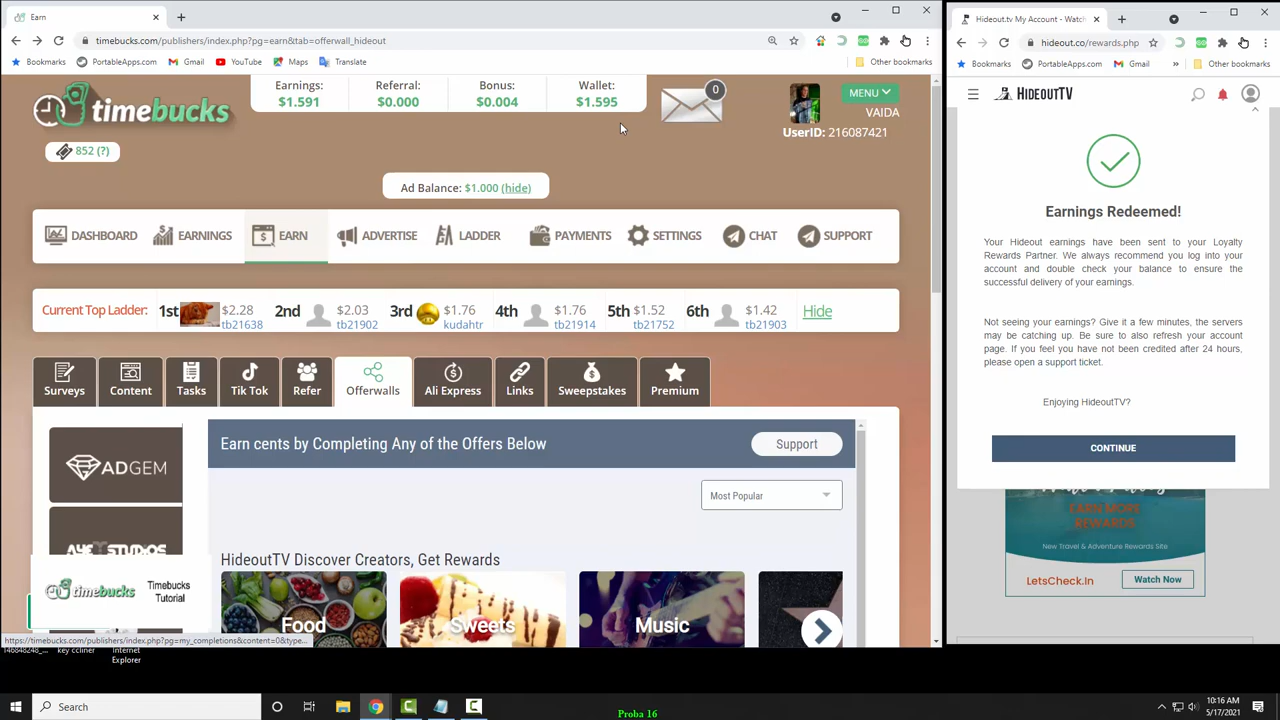 Earn
timebucks.com/publishers/index.php?pg=earn&tab=offerwall_hideout
Bookmarks
PortableApps.com
Gmail
YouTube
Maps
Translate
Other bookmarks
Earnings:
$1.591
Referral:
$0.000
Bonus:
$0.004
Wallet:
$1.595
0
MENU
VAIDA
UserID: 216087421
timebucks
852 (?)
Ad Balance: $1.000 (hide)
DASHBOARD
EARNINGS
EARN
ADVERTISE
LADDER
PAYMENTS
SETTINGS
CHAT
SUPPORT
Current Top Ladder:
1st $2.28 tb21638
2nd $2.03 tb21902
3rd $1.76 kudahtr
4th $1.76 tb21914
5th $1.52 tb21752
6th $1.42 tb21903
Hide
Surveys
Content
Tasks
Tik Tok
Refer
Offerwalls
Ali Express
Links
Sweepstakes
Premium
ADGEM
Earn cents by Completing Any of the Offers Below
Support
Most Popular
HideoutTV Discover Creators, Get Rewards
Food
Sweets
Music
timebucks
Timebucks
Tutorial
https://timebucks.com/publishers/index.php?pg=my_completions&content=0&type...
Hideout.tv My Account - Watch
hideout.co/rewards.php
Bookmarks
PortableApps.com
Gmail
»
Other bookmarks
HIDEOUTTV
Earnings Redeemed!
Your Hideout earnings have been sent to your Loyalty
Rewards Partner. We always recommend you log into your
account and double check your balance to ensure the
successful delivery of your earnings.
Not seeing your earnings? Give it a few minutes, the servers
may be catching up. Be sure to also refresh your account
page. If you feel you have not been credited after 24 hours,
please open a support ticket.
Enjoying HideoutTV?
CONTINUE
EARN MORE
REWARDS
New Travel & Adventure Rewards Site
LetsCheck.In
Watch Now
146848248_...
key ccliner
Internet
Explorer
Search
Proba 16
10:16 AM
5/17/2021